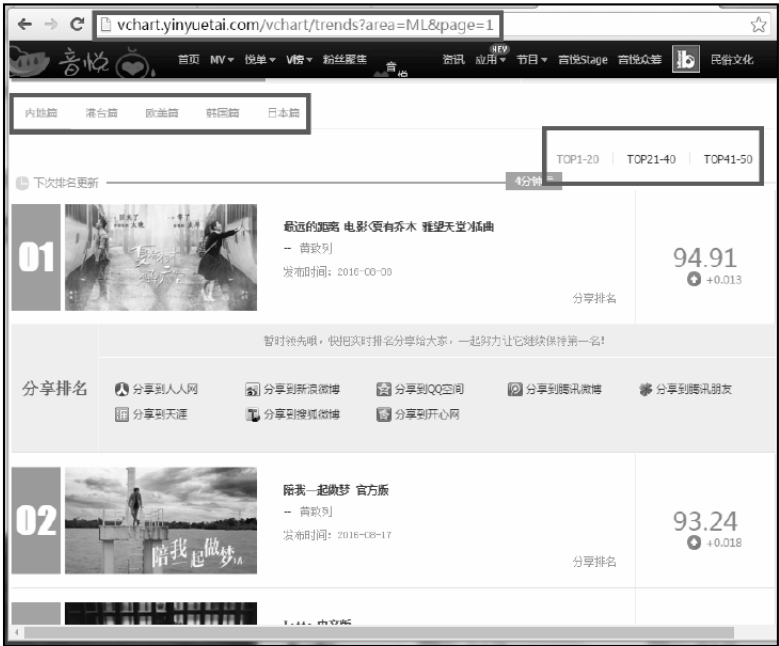 vchart.yinyuetai.com/vchart/trends?area=ML&page=1
音悦 首页 MV 悦单 V榜 粉丝聚集 音悦 资讯 应用 NEW 节目 音悦Stage 音悦众筹 民俗文化
内地篇 港台篇 欧美篇 韩国篇 日本篇
TOP1-20 TOP21-40 TOP41-50
下次排名更新 4分钟
01
最远的距离 电影《夏有乔木 雅望天堂》插曲
-- 黄致列
发布时间：2016-08-08
94.91
+0.013
分享排名
暂时领先哦，快把实时排名分享给大家，一起努力让它继续保持第一名!
分享排名
分享到人人网 分享到新浪微博 分享到QQ空间 分享到腾讯微博 分享到腾讯朋友
分享到天涯 分享到搜狐微博 分享到开心网
02
陪我一起做梦
陪我一起做梦 官方版
-- 黄致列
发布时间：2016-08-17
93.24
+0.018
分享排名